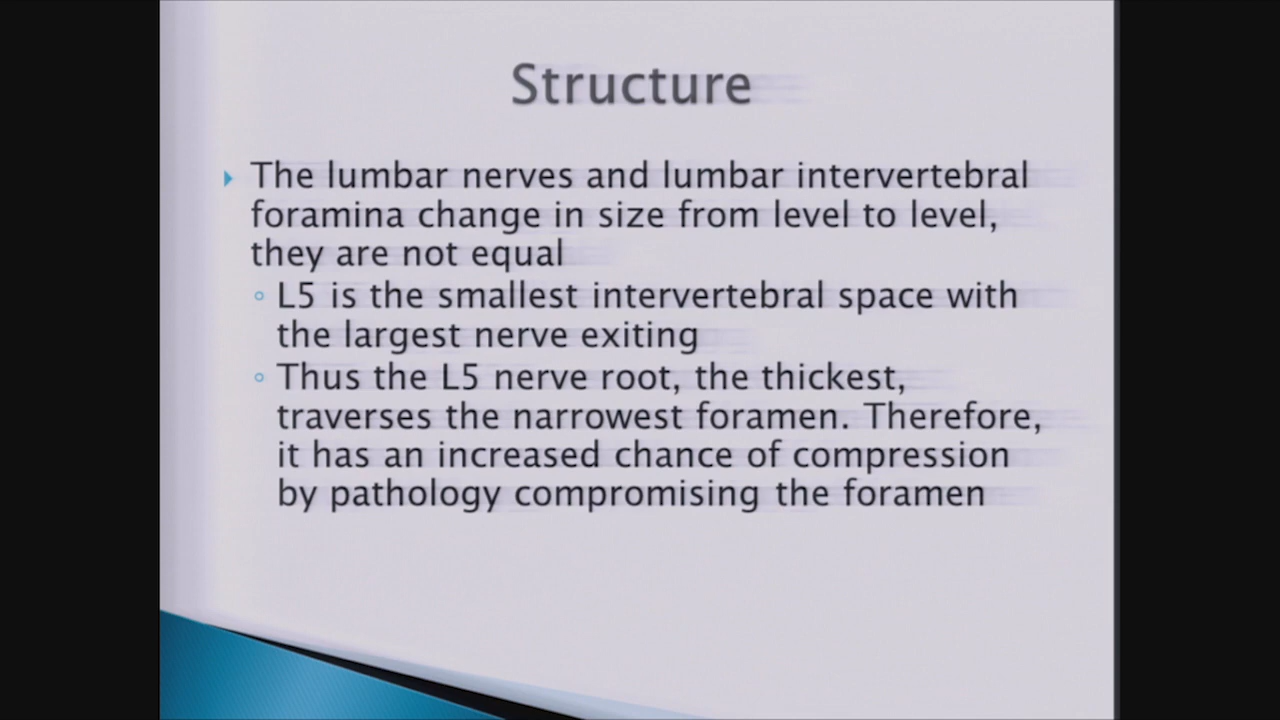 Structure
The lumbar nerves and lumbar intervertebral
foramina change in size from level to level,
they are not equal
L5 is the smallest intervertebral space with
the largest nerve exiting
Thus the L5 nerve root, the thickest,
traverses the narrowest foramen. Therefore,
it has an increased chance of compression
by pathology compromising the foramen